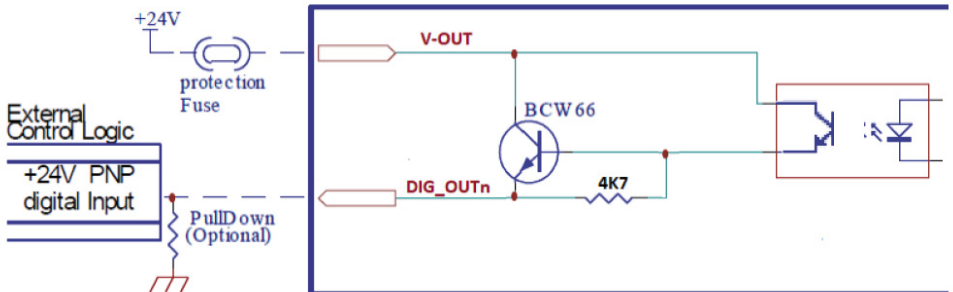 +24V
V-OUT
protection
Fuse
BCW66
External
Control Logic
+24V PNP
digital Input
DIG_OUTn
4K7
PullDown
(Optional)